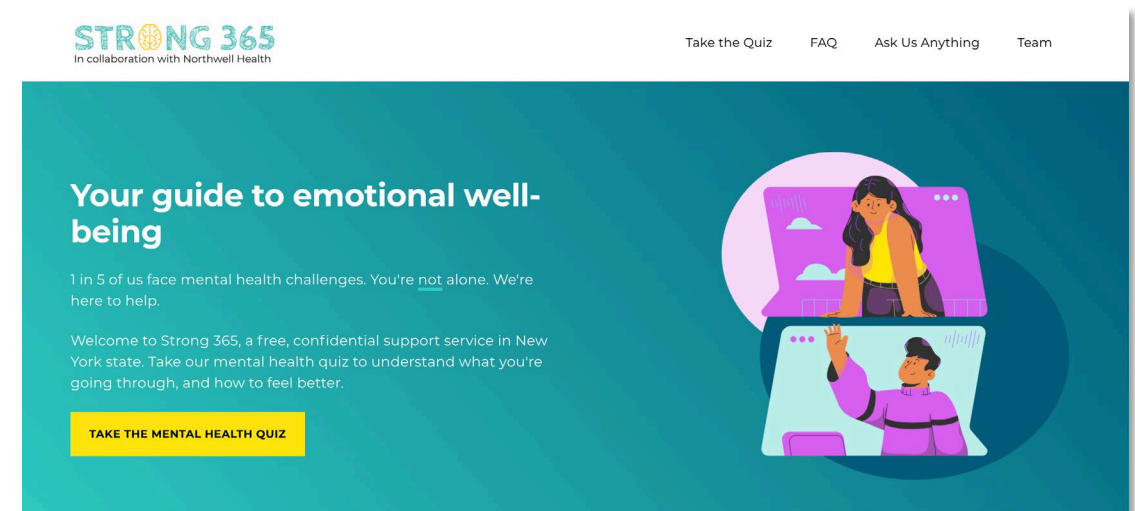 STRONG 365
In collaboration with Northwell Health
Take the Quiz
FAQ
Ask Us Anything
Team
Your guide to emotional well-
being
1 in 5 of us face mental health challenges. You're not alone. We're
here to help.
Welcome to Strong 365, a free, confidential support service in New
York state. Take our mental health quiz to understand what you're
going through, and how to feel better.
TAKE THE MENTAL HEALTH QUIZ